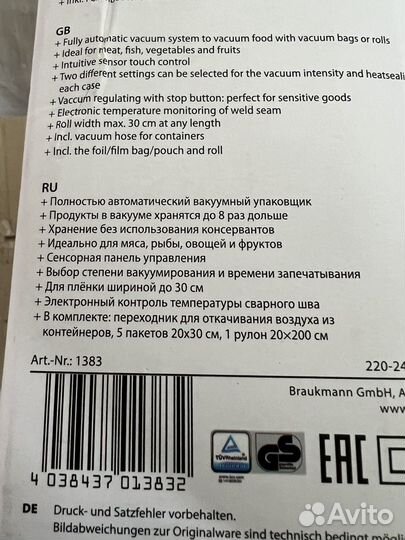 GB
+ Fully automatic vacuum system to vacuum food with vacuum bags or rolls
+ Ideal for meat, fish, vegetables and fruits
+ Intuitive sensor touch control
+ Two different settings can be selected for the vacuum intensity and heatseali
each case
+ Vaccum regulating with stop button: perfect for sensitive goods
+ Electronic temperature monitoring of weld seam
+ Roll width max. 30 cm at any length
+ Incl. vacuum hose for containers
+ Incl. the foil/film bag/pouch and roll
RU
+ Полностью автоматический вакуумный упаковщик
+ Продукты в вакууме хранятся до 8 раз дольше
+ Хранение без использования консервантов
+ Идеально для мяса, рыбы, овощей и фруктов
+ Сенсорная панель управления
+ Выбор степени вакуумирования и времени запечатывания
+ Для плёнки шириной до 30 см
+ Электронный контроль температуры сварного шва
+ В комплекте: переходник для откачивания воздуха из
контейнеров, 5 пакетов 20x30 см, 1 рулон 20×200 см
Art.-Nr.: 1383
220-24
Braukmann GmbH, A
www.
TÜVRheinland
GS
EAC
4 038437 013832
DE
Druck- und Satzfehler vorbehalten.
Bildabweichungen zur Originalware sind technisch bedingt mögli
Avito